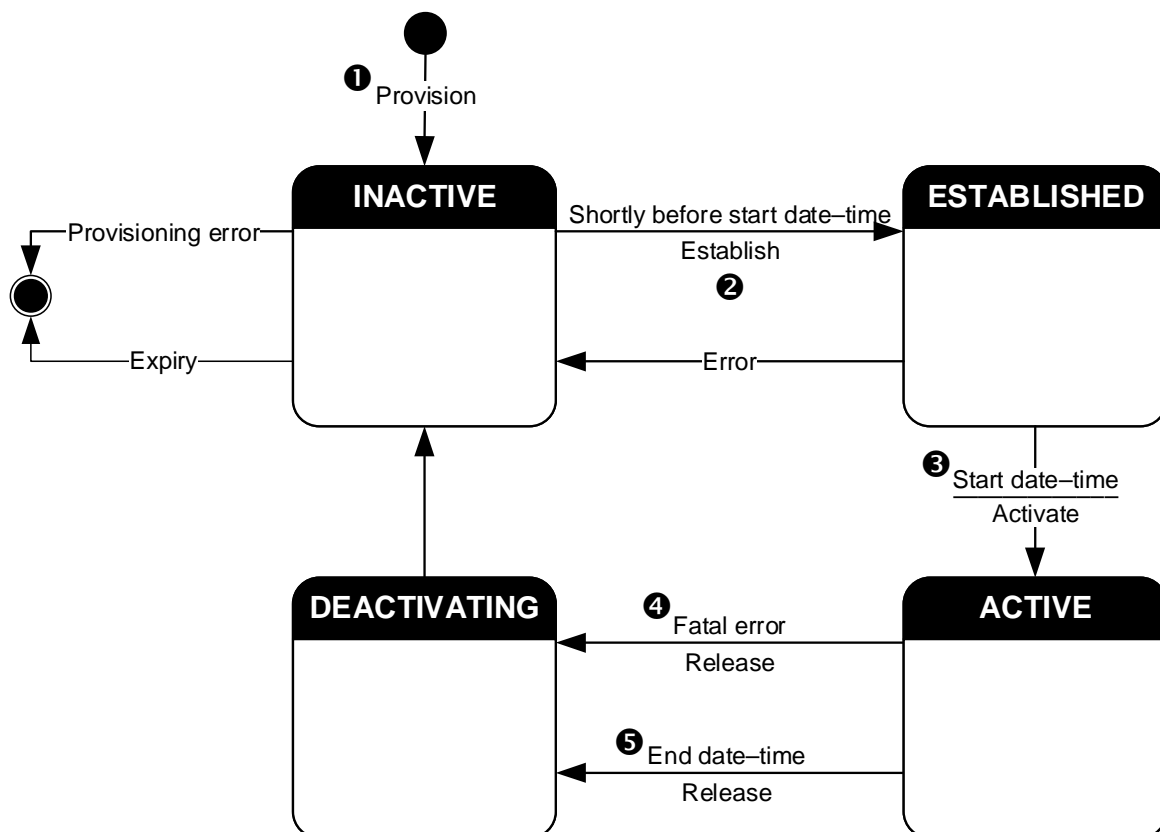 ❶ Provision
INACTIVE
ESTABLISHED
Provisioning error
Shortly before start date–time
Establish
❷
Expiry
Error
❸ Start date–time
Activate
DEACTIVATING
❹ Fatal error
Release
ACTIVE
❺ End date–time
Release